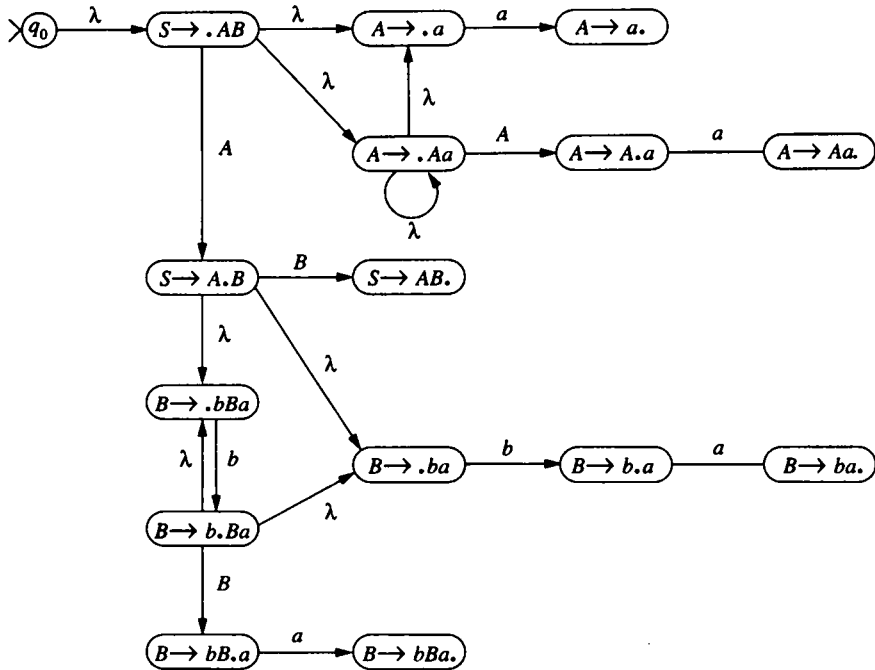 q₀ λ S → .AB λ A → .a a A → a.
λ λ
A A → .Aa A A → A.a a A → Aa.
λ
S → A.B B S → AB.
λ λ
B → .bBa
λ b B → .ba b B → b.a a B → ba.
B → b.Ba λ
B
B → bB.a a B → bBa.